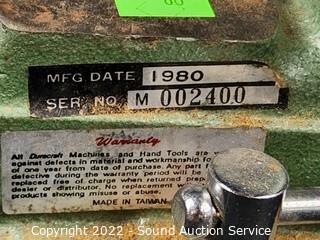 60
MFG DATE 1980
SER NO. M 002400
Warranty
All Duracraft Machines and Hand Tools are
against defects in material and workmanship fo
of one year from date of purchase. Any part f
defective during the warranty period will be
replaced free of charge when returned prep
dealer or distributor. No replacement w
products showing misuse or abuse.
MADE IN TAIWAN
Copyright 2022 - Sound Auction Service